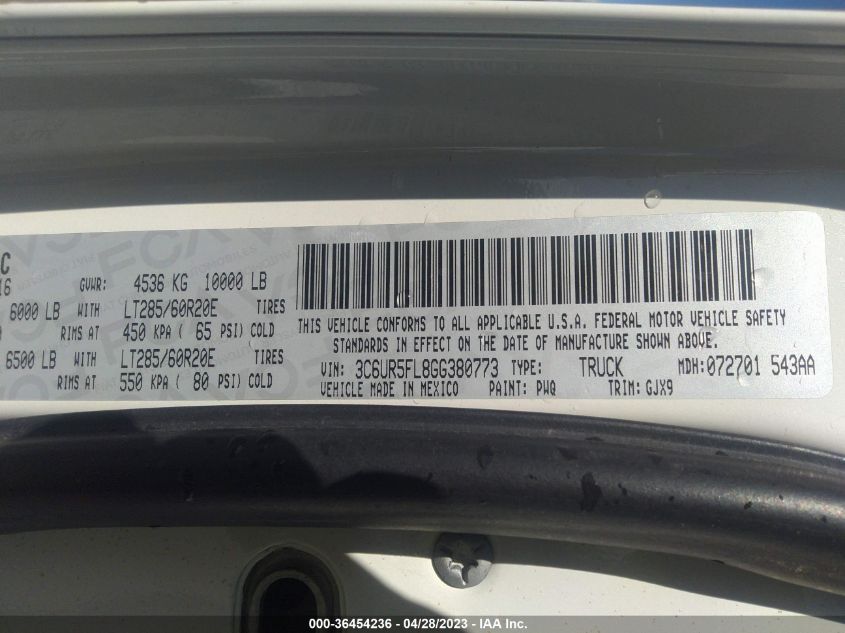 C
16 GVWR: 4536 KG 10000 LB
6000 LB WITH LT285/60R20E TIRES
RIMS AT 450 KPA ( 65 PSI) COLD
6500 LB WITH LT285/60R20E TIRES
RIMS AT 550 KPA ( 80 PSI) COLD
THIS VEHICLE CONFORMS TO ALL APPLICABLE U.S.A. FEDERAL MOTOR VEHICLE SAFETY
STANDARDS IN EFFECT ON THE DATE OF MANUFACTURE SHOWN ABOVE.
VIN: 3C6UR5FL8GG380773 TYPE: TRUCK MDH:072701 543AA
VEHICLE MADE IN MEXICO PAINT: PWQ TRIM: GJX9
000-36454236 - 04/28/2023 - IAA Inc.